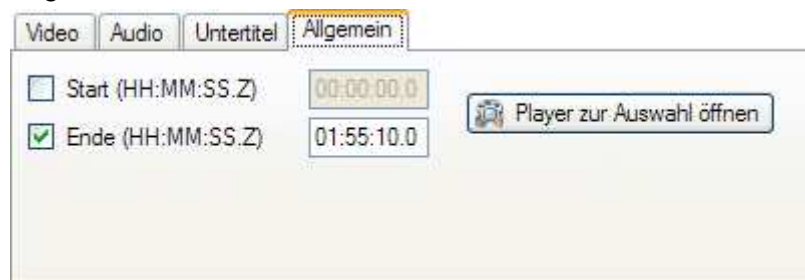 Video Audio Untertitel Allgemein
Start (HH:MM:SS.Z) 00:00:00.0
Player zur Auswahl öffnen
Ende (HH:MM:SS.Z) 01:55:10.0